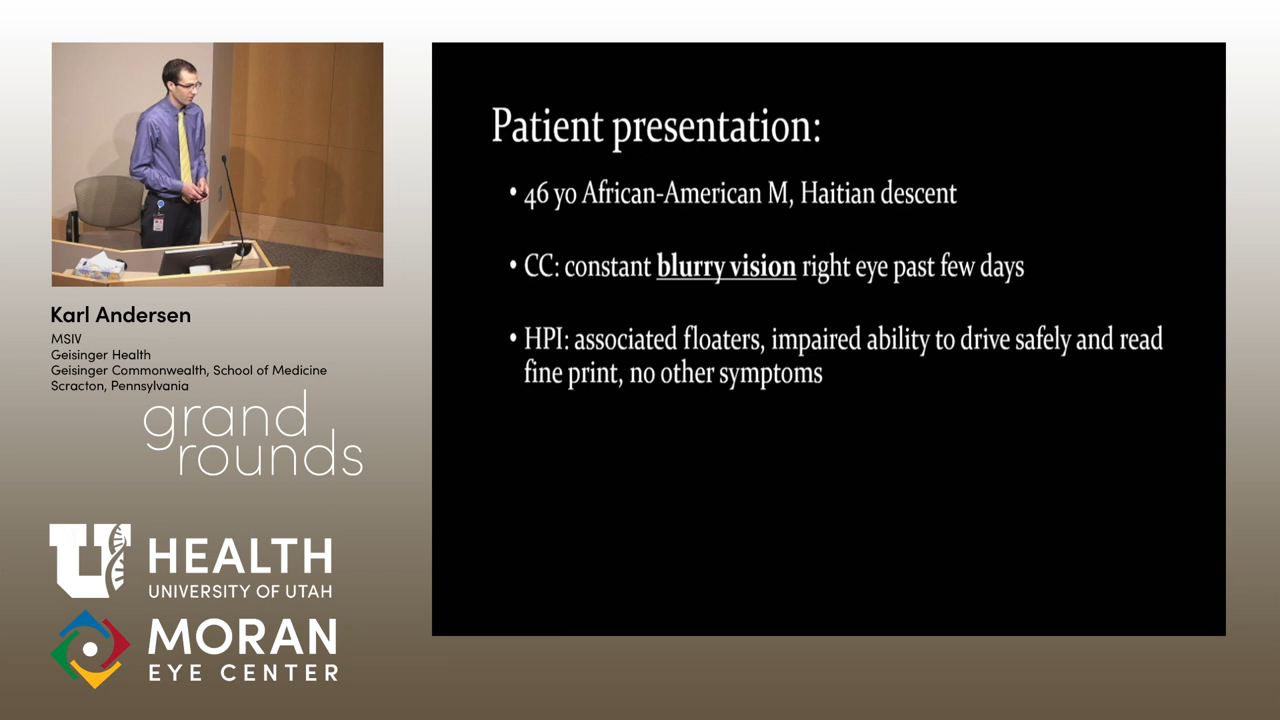 Patient presentation:
• 46 yo African-American M, Haitian descent
• CC: constant blurry vision right eye past few days
• HPI: associated floaters, impaired ability to drive safely and read
fine print, no other symptoms
Karl Andersen
MSIV
Geisinger Health
Geisinger Commonwealth, School of Medicine
Scracton, Pennsylvania
grand
rounds
U HEALTH
UNIVERSITY OF UTAH
MORAN
EYE CENTER